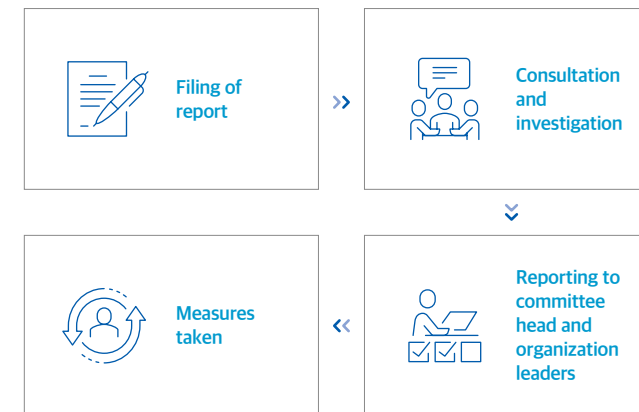 Filing of
report
Consultation
and
investigation
Reporting to
committee
head and
organization
leaders
Measures
taken